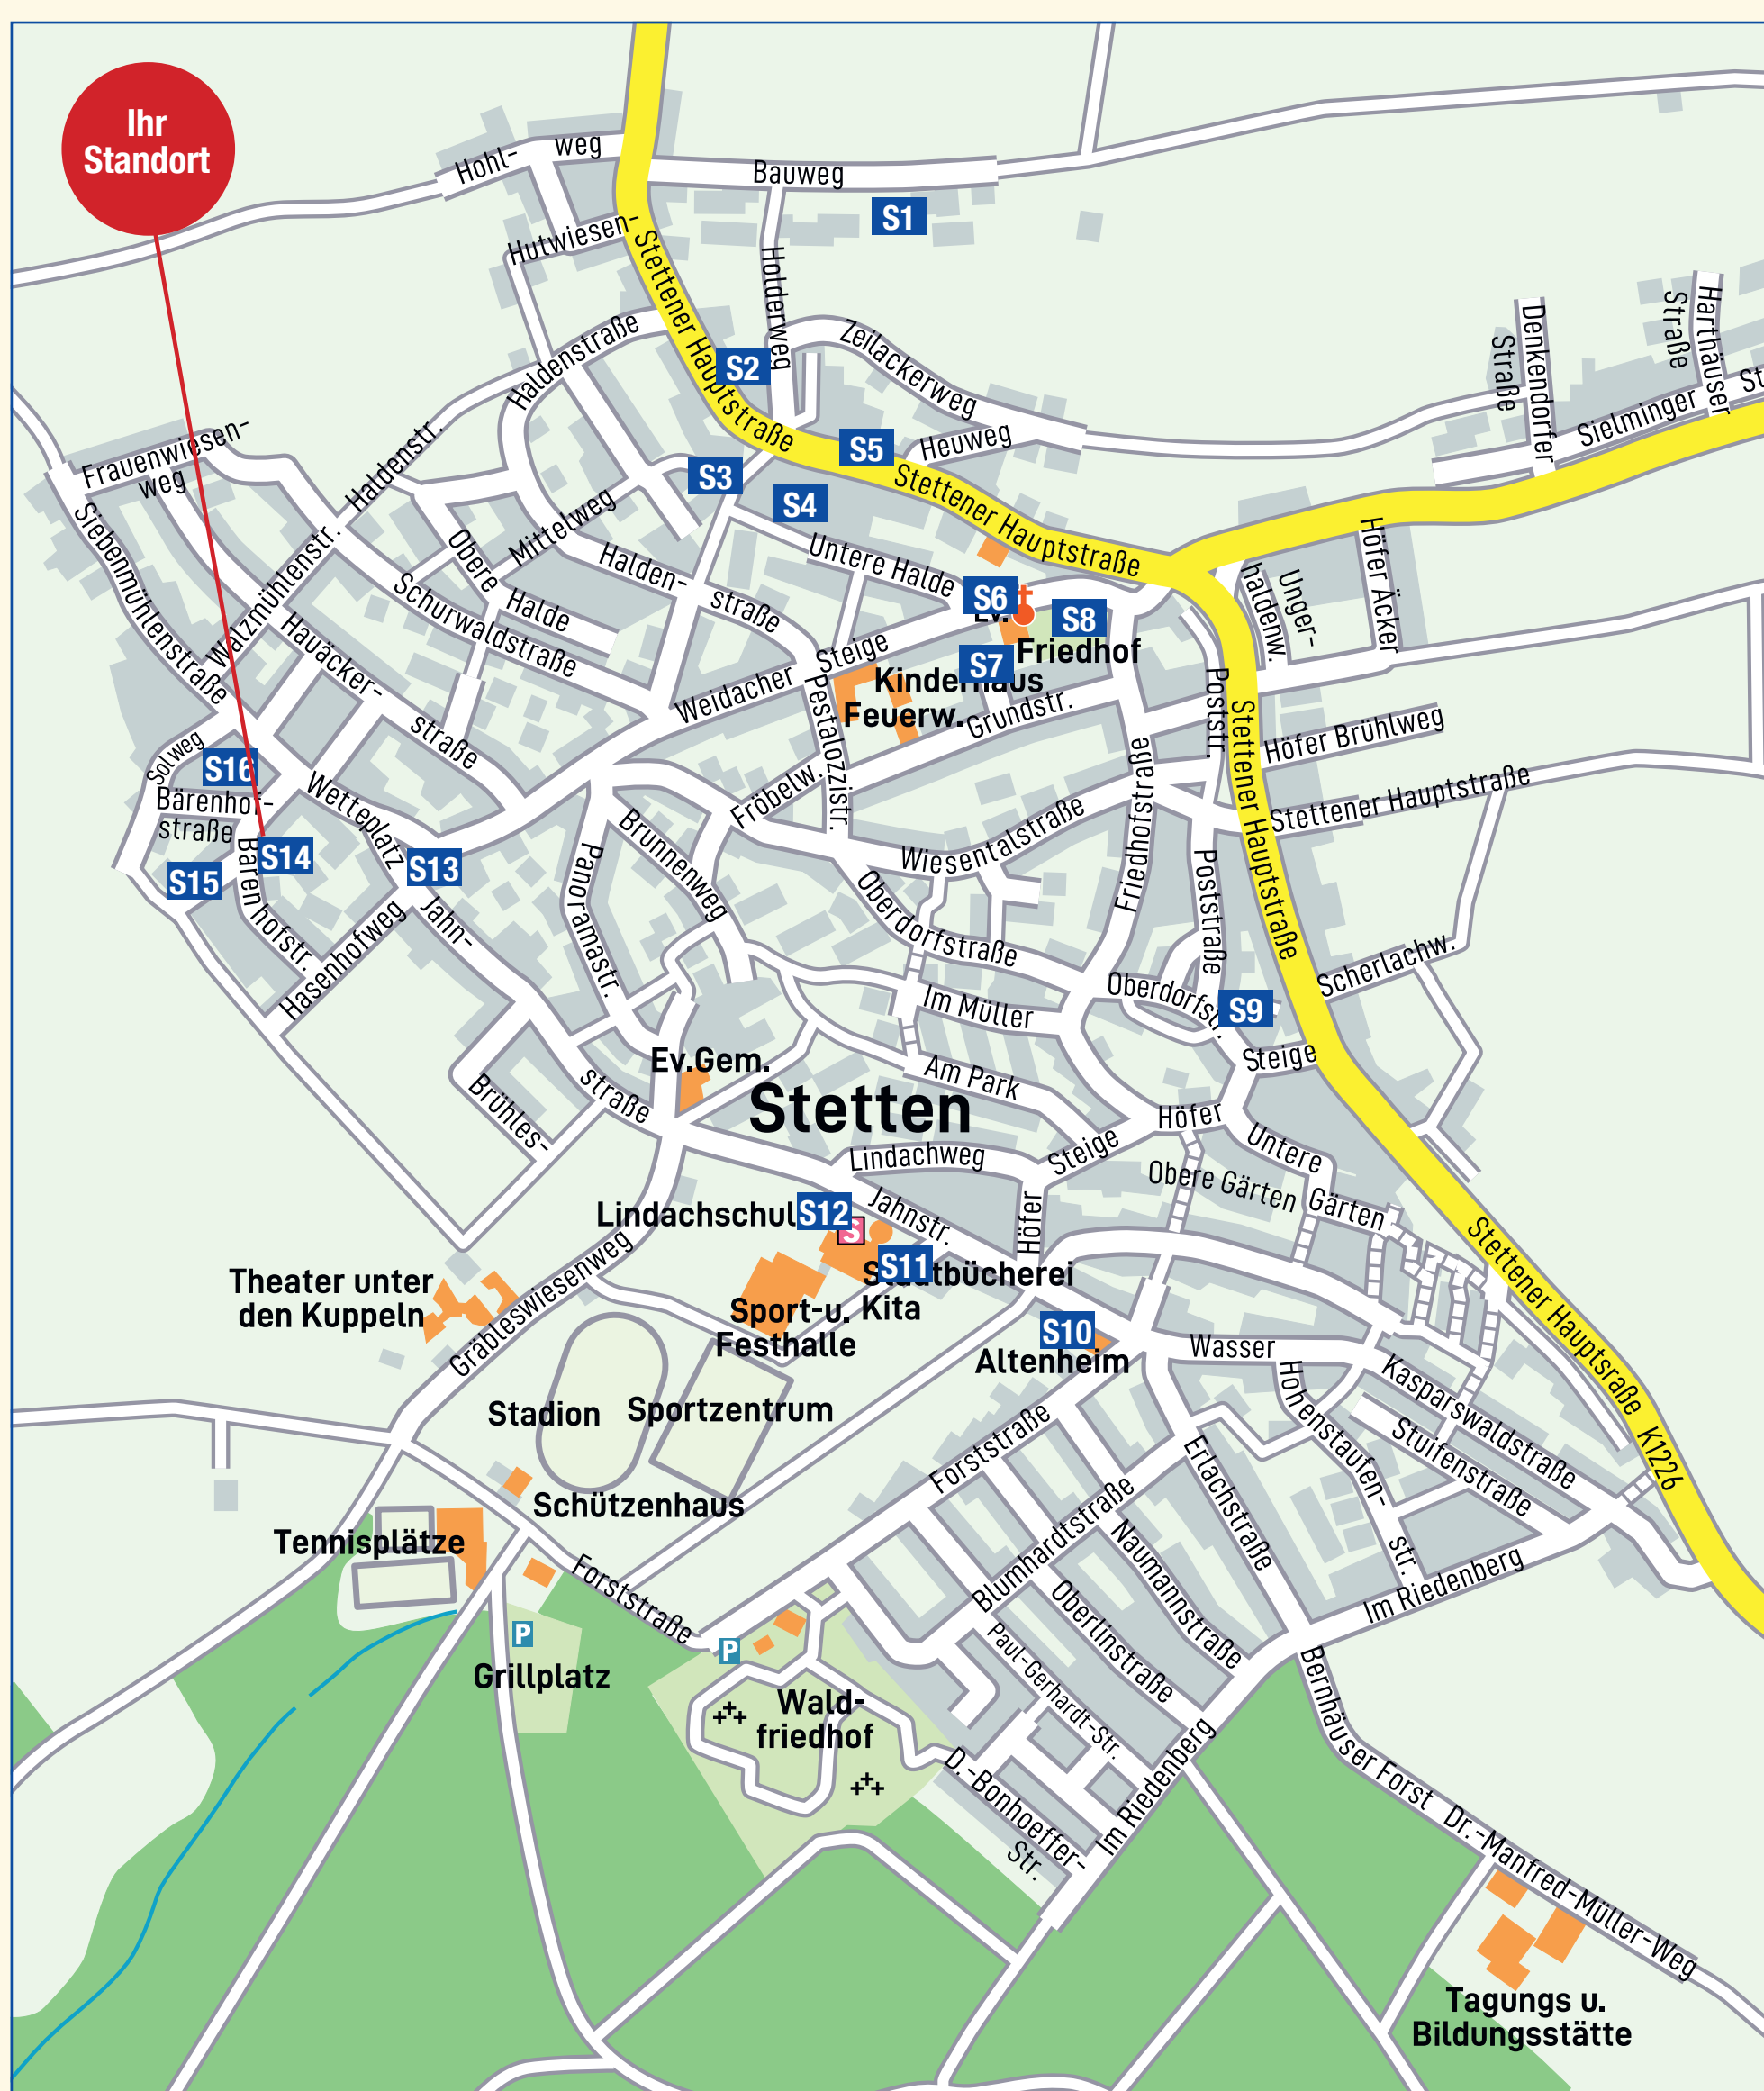 Ihr
Standort
Hohl-
weg
Bauweg
S1
Hutwiesen-
Stettener Hauptstraße
Holderweg
Zeilackerweg
Haldenstraße
S2
Denkendorfer
Straße
Harthäuser
Straße
Sielminger
St
Frauenwiesen-
weg
Haldenstr.
S5
Heuweg
S3
S4
Stettener Hauptstraße
Siebenmühlenstraße
Walzmühlenstr.
Obere
Halde
Mittelweg
Halden-
straße
Untere Halde
S6
Ev.
S8
Friedhof
S7
Kinderhaus
Feuerw.
haldenw.
Unger-
Höfer Äcker
Schurwaldstraße
Hauäcker-
straße
Weidacher
Steige
Pestalozzistr.
Grundstr.
Poststr.
Höfer Brühlweg
Stettener Hauptstraße
Stettener Hauptstraße
Solweg
S16
Bärenhof-
straße
S14
S15
Bären
hofstr.
Wetteplatz
S13
Fröbelw.
Brunnenweg
Panoramastr.
Wiesentalstraße
Friedhofstraße
Poststraße
Oberdorfstraße
Hasenhofweg
Jahn-
straße
Im Müller
Oberdorfstr.
S9
Scherlachw.
Steige
Ev.Gem.
Stetten
Am Park
Brühles-
Höfer
Steige
Höfer
Untere
Gärten
Obere Gärten
Lindachweg
Lindachschul
S12
S
Jahnstr.
S11
Stadtbücherei
Kita
Sport-u.
Festhalle
Theater unter
den Kuppeln
Gräbleswiesenweg
S10
Altenheim
Wasser
Stettener Hauptsraße
K1226
Stadion
Sportzentrum
Hohenstaufen-
str.
Kasparswaldstraße
Stuifenstraße
Schützenhaus
Tennisplätze
Forststraße
Forststraße
Erlachstraße
Blumhardtstraße
Naumannstraße
Oberlinstraße
Im Riedenberg
Paul-Gerhardt-Str.
P
Grillplatz
P
Wald-
friedhof
D.-Bonhoeffer-
Str.
Im Riedenberg
Bernhäuser Forst
Dr.-Manfred-Müller-Weg
Tagungs u.
Bildungsstätte